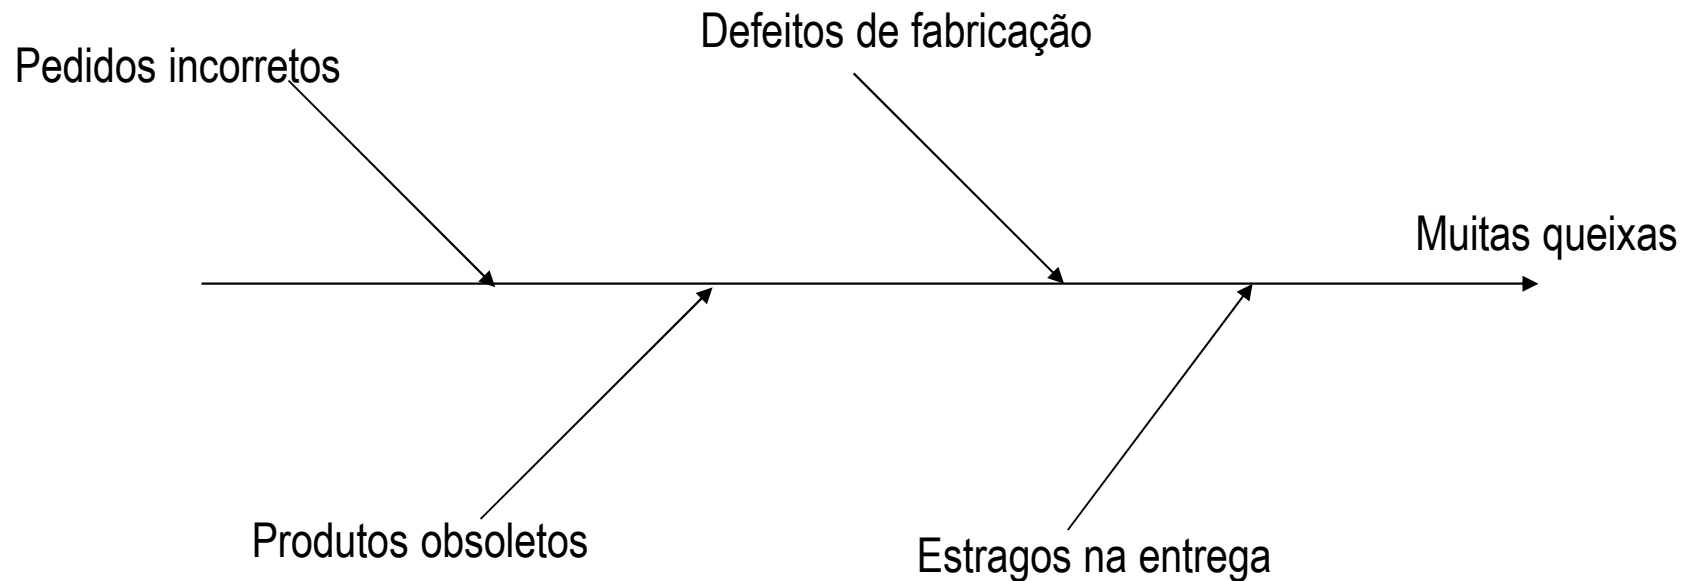 Defeitos de fabricação
Pedidos incorretos
Muitas queixas
Produtos obsoletos
Estragos na entrega